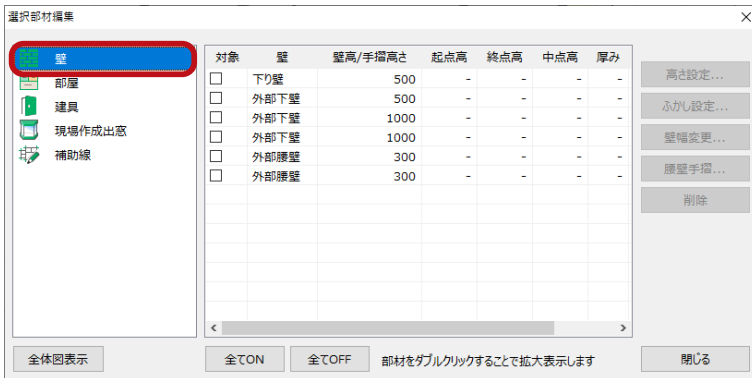 選択部材編集
壁
部屋
建具
現場作成出窓
補助線
対象 壁 壁高/手摺高さ 起点高 終点高 中点高 厚み
下り壁 500 - - - -
外部下壁 500 - - - -
外部下壁 1000 - - - -
外部下壁 1000 - - - -
外部腰壁 300 - - - -
外部腰壁 300 - - - -
高さ設定...
ふかし設定...
壁幅変更...
腰壁手摺...
削除
全体図表示 全てON 全てOFF 部材をダブルクリックすることで拡大表示します 閉じる